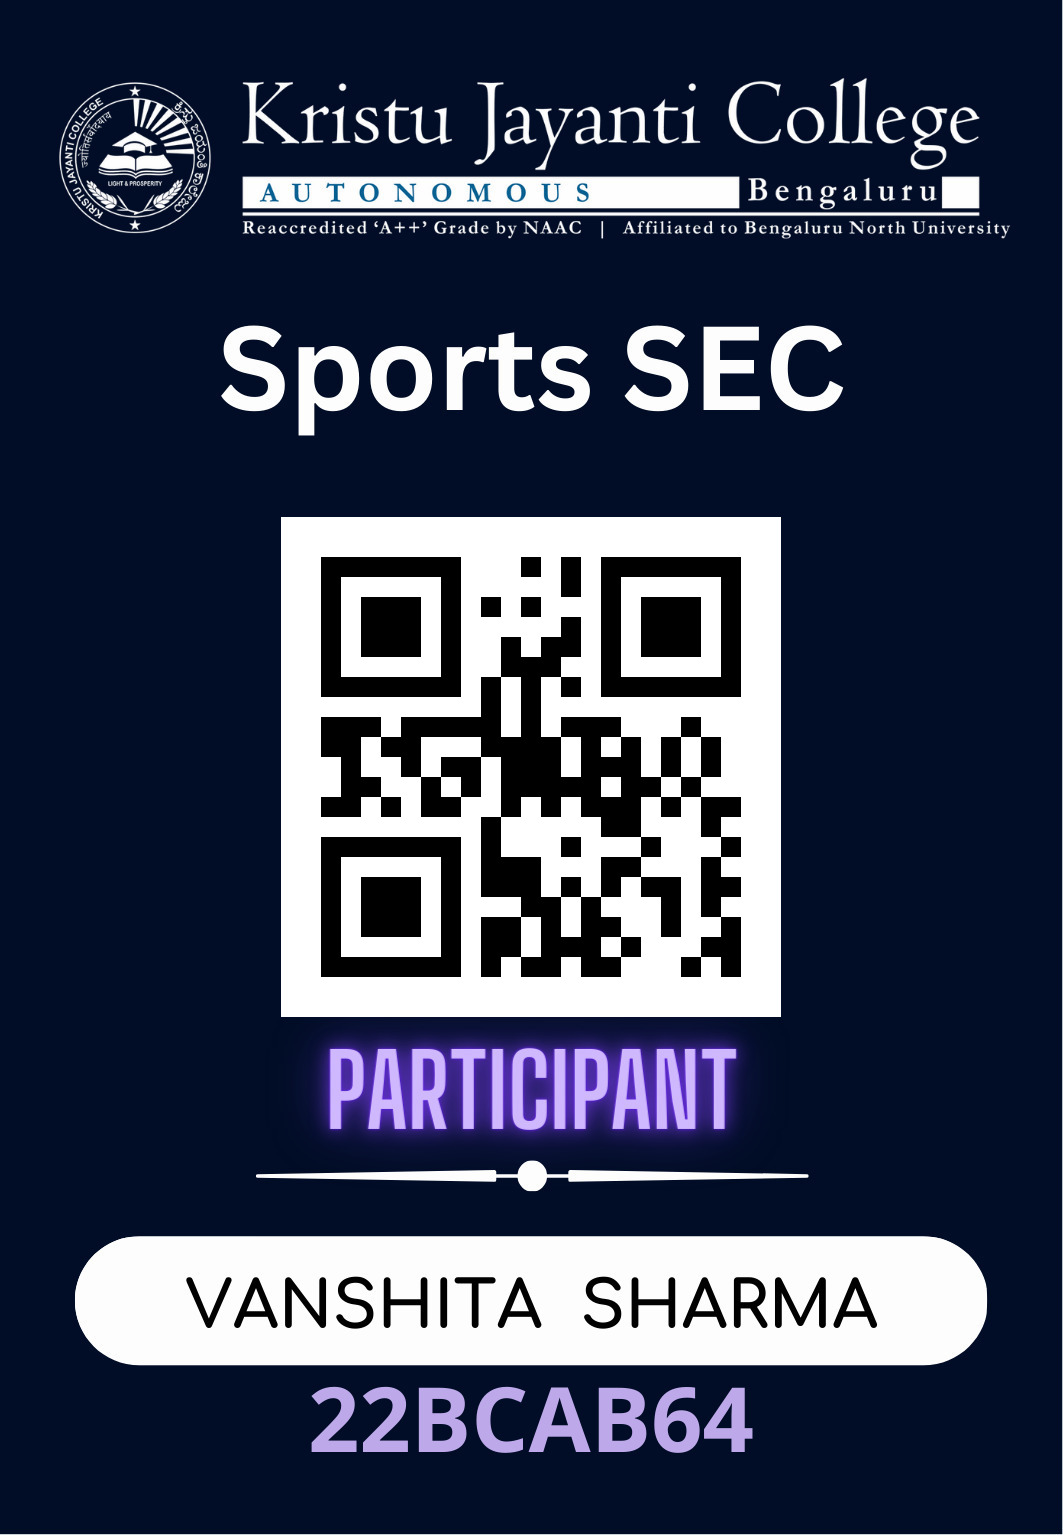 Kristu Jayanti College
AUTONOMOUS Bengaluru
Reaccredited ‘A++’ Grade by NAAC | Affiliated to Bengaluru North University
KRISTU JAYANTI COLLEGE
LIGHT & PROSPERITY
Sports SEC
PARTICIPANT
VANSHITA SHARMA
22BCAB64